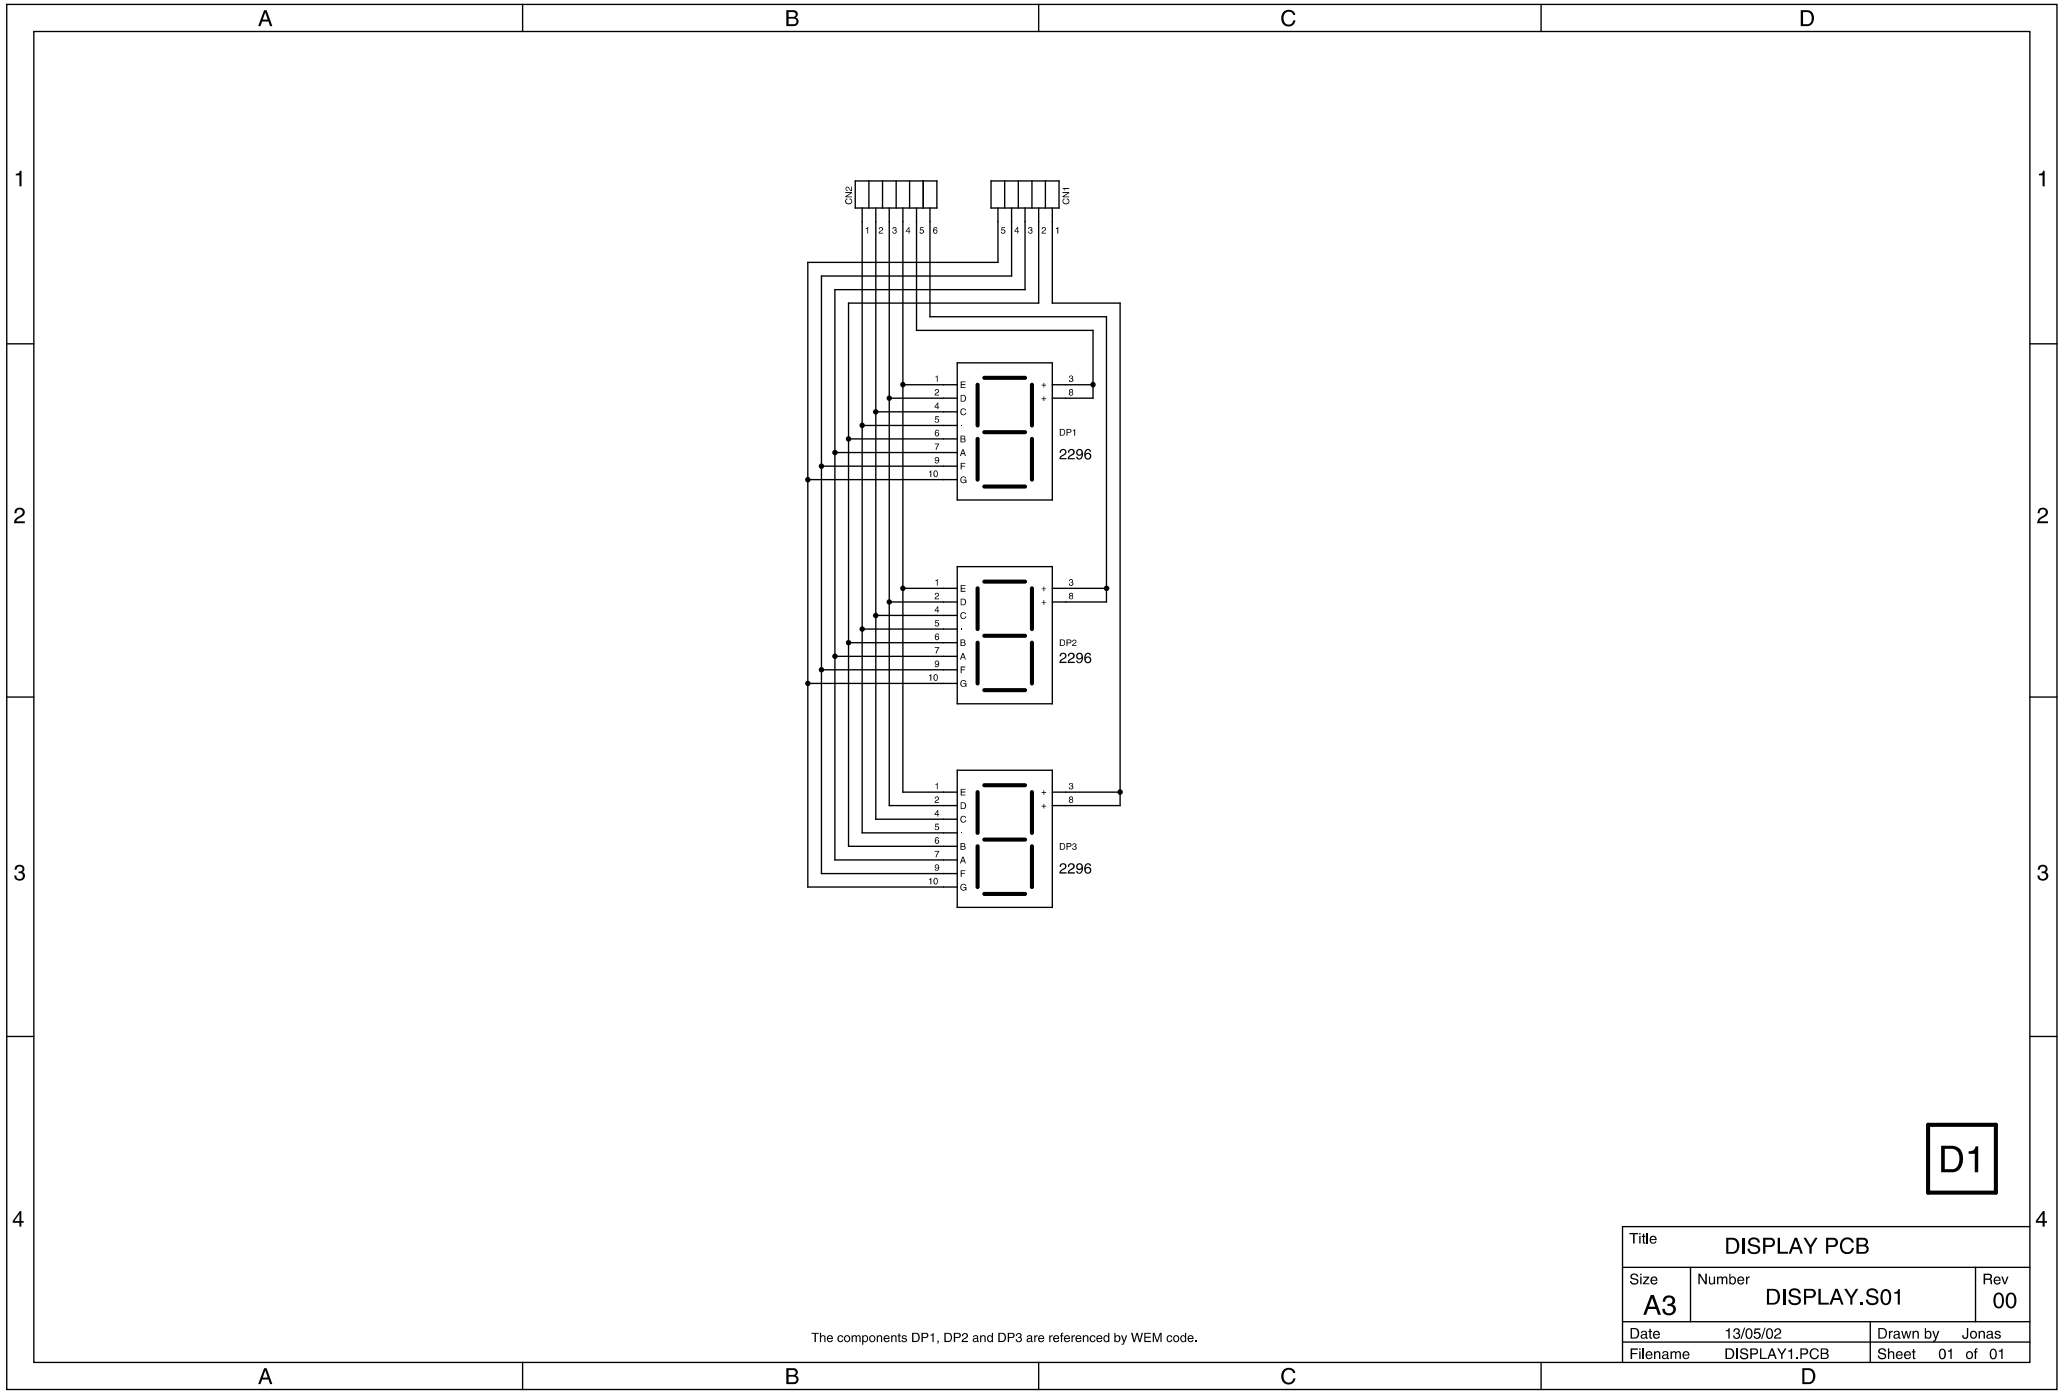 A B C D
1 1
CN2 CN1
1 2 3 4 5 6 5 4 3 2 1
1 E + 3
2 D + 8
4 C
5 .
6 B
7 A
9 F
10 G
DP1
2296
2 2
1 E + 3
2 D + 8
4 C
5 .
6 B
7 A
9 F
10 G
DP2
2296
1 E + 3
2 D + 8
4 C
5 .
6 B
7 A
9 F
10 G
DP3
2296
3 3
D1
4 4
Title DISPLAY PCB
Size A3 Number DISPLAY.S01 Rev 00
Date 13/05/02 Drawn by Jonas
Filename DISPLAY1.PCB Sheet 01 of 01
The components DP1, DP2 and DP3 are referenced by WEM code.
A B C D